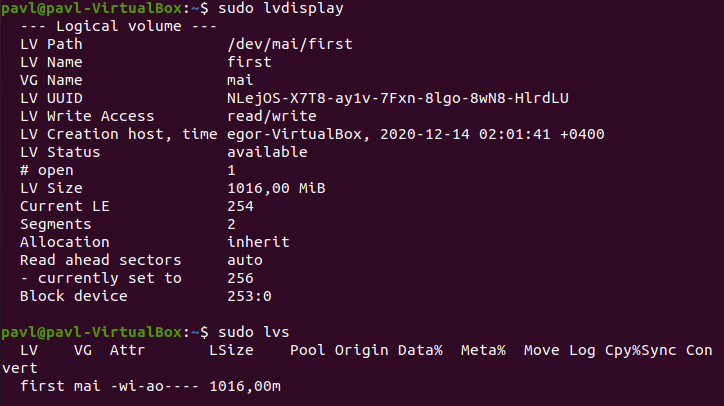 pavl@pavl-VirtualBox:~$ sudo lvdisplay
--- Logical volume ---
LV Path                /dev/mai/first
LV Name                first
VG Name                mai
LV UUID                NLejOS-X7T8-ay1v-7Fxn-8lgo-8wN8-HlrdLU
LV Write Access        read/write
LV Creation host, time egor-VirtualBox, 2020-12-14 02:01:41 +0400
LV Status              available
# open                 1
LV Size                1016,00 MiB
Current LE             254
Segments               2
Allocation             inherit
Read ahead sectors     auto
- currently set to     256
Block device           253:0
pavl@pavl-VirtualBox:~$ sudo lvs
LV    VG  Attr       LSize    Pool Origin Data%  Meta%  Move Log Cpy%Sync Con
vert
first mai -wi-ao---- 1016,00m